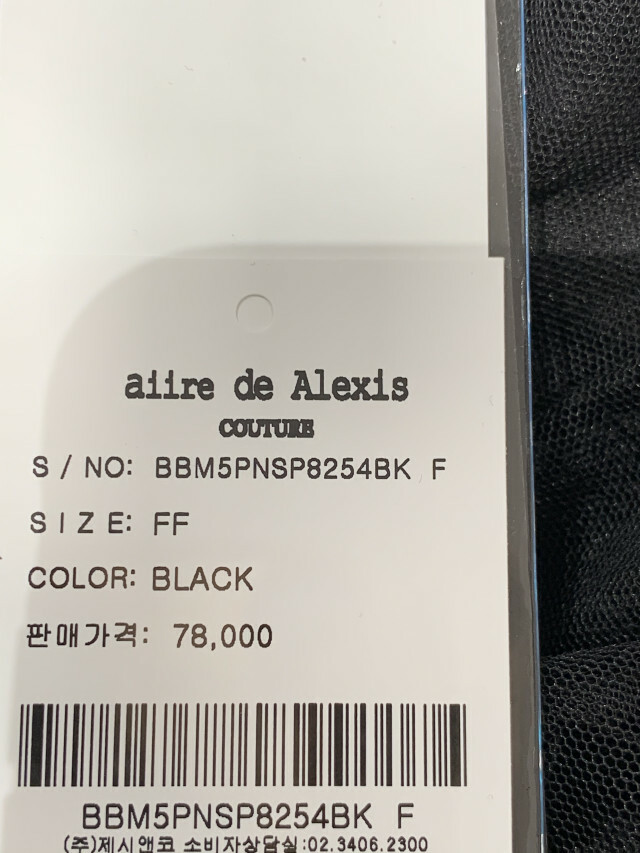 aiire de Alexis
COUTURE
S / NO: BBM5PNSP8254BK F
S I Z E: FF
COLOR: BLACK
판매가격: 78,000
BBM5PNSP8254BK F
(주)제시앤코 소비자상담실:02.3406.2300